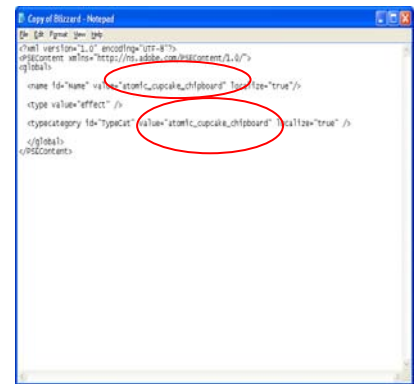 Copy of Blizzard - Notepad
File Edit Format View Help
<?xml version="1.0" encoding="UTF-8"?>
<PSEContent xmlns="http://ns.adobe.com/PSEContent/1.0/">
<global>
<name id="Name" value="atomic_cupcake_chipboard" localize="true"/>
<type value="effect" />
<typecategory id="TypeCat" value="atomic_cupcake_chipboard" localize="true" />
</global>
</PSEContent>